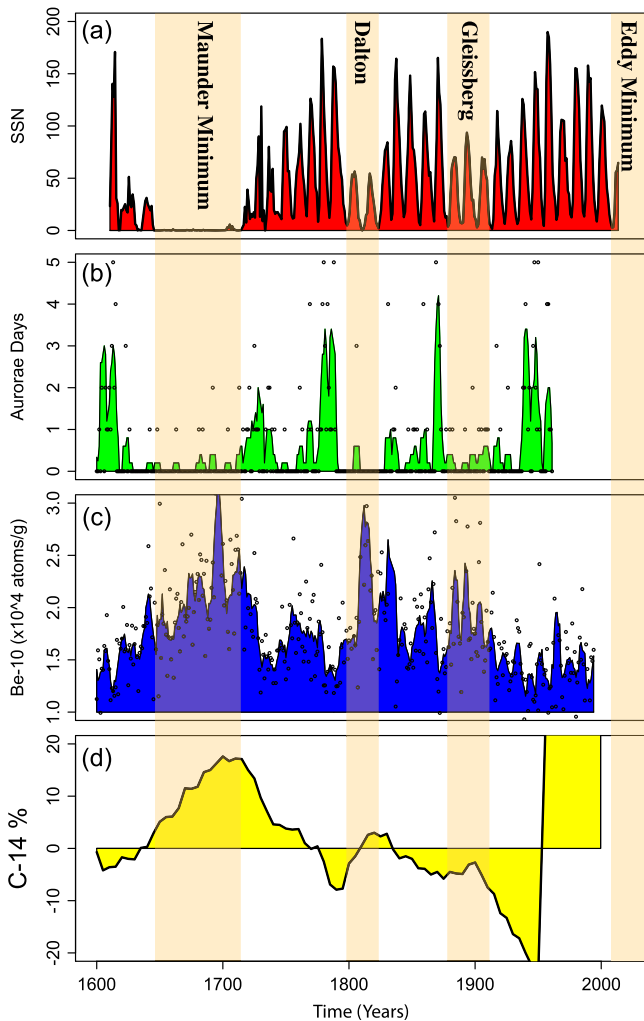 (a)
Maunder Minimum
Dalton
Gleissberg
Eddy Minimum
SSN
200
150
100
50
0
(b)
Aurorae Days
5
4
3
2
1
0
(c)
Be-10 (x10^4 atoms/g)
3.0
2.5
2.0
1.5
1.0
(d)
C-14 %
20
10
0
-10
-20
1600 1700 1800 1900 2000
Time (Years)